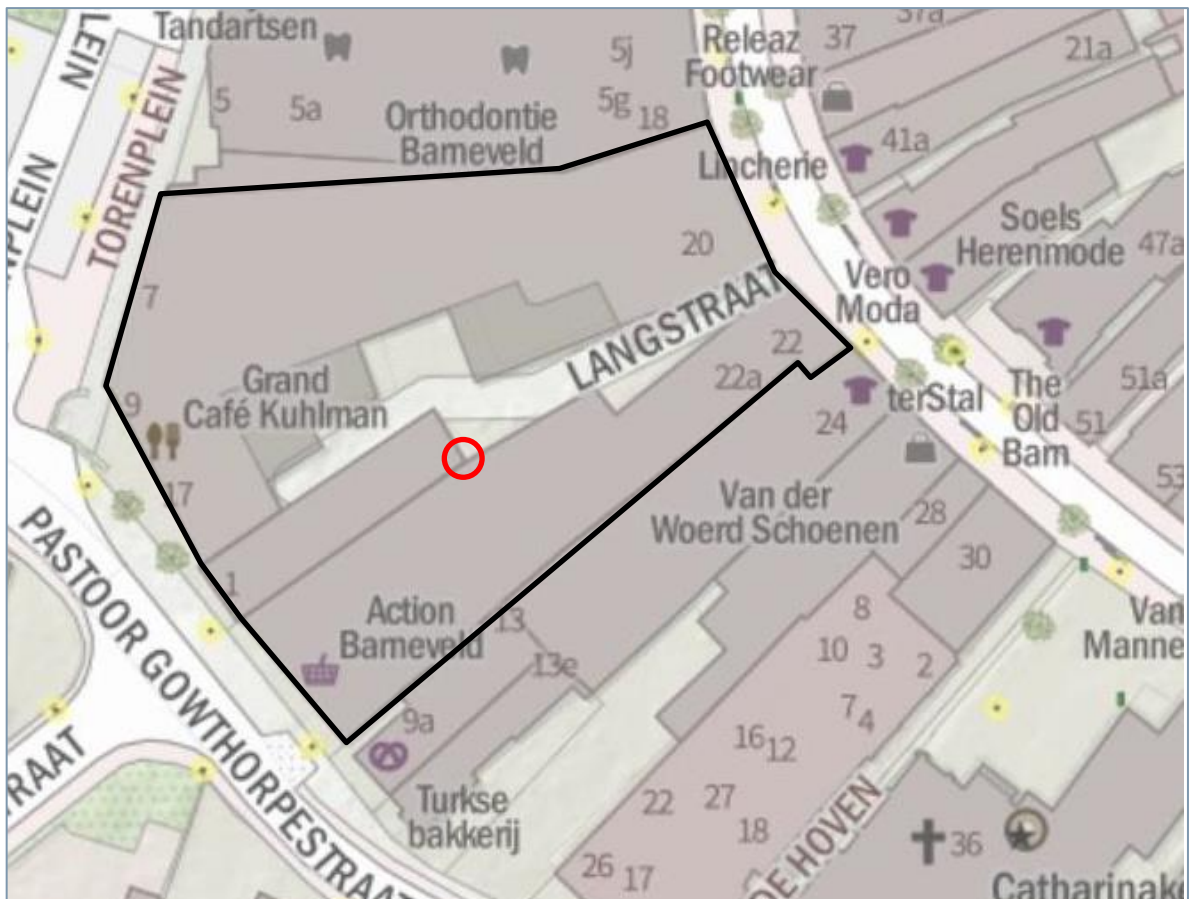 LEIN
Tandartsen
TORENPLEIN
NPLEIN
5
5a
Orthodontie
Barneveld
5j
5g
18
Releaz
Footwear
37
37a
21a
Lincherie
41a
Soels
Herenmode
47a
20
7
LANGSTRAAT
Vero
Moda
22
22a
Grand
Café Kuhlman
9
17
terStal
24
The
Old
Barn
51a
51
53
Van der
Woerd Schoenen
28
30
1
PASTOOR GOWTHORPESTRAAT
Action
Barneveld
13
13e
9a
8
10
3
2
7
4
16
12
Van
Manne
RAAT
Turkse
bakkerij
22
27
18
26
17
DE HOVEN
36
Catharinak